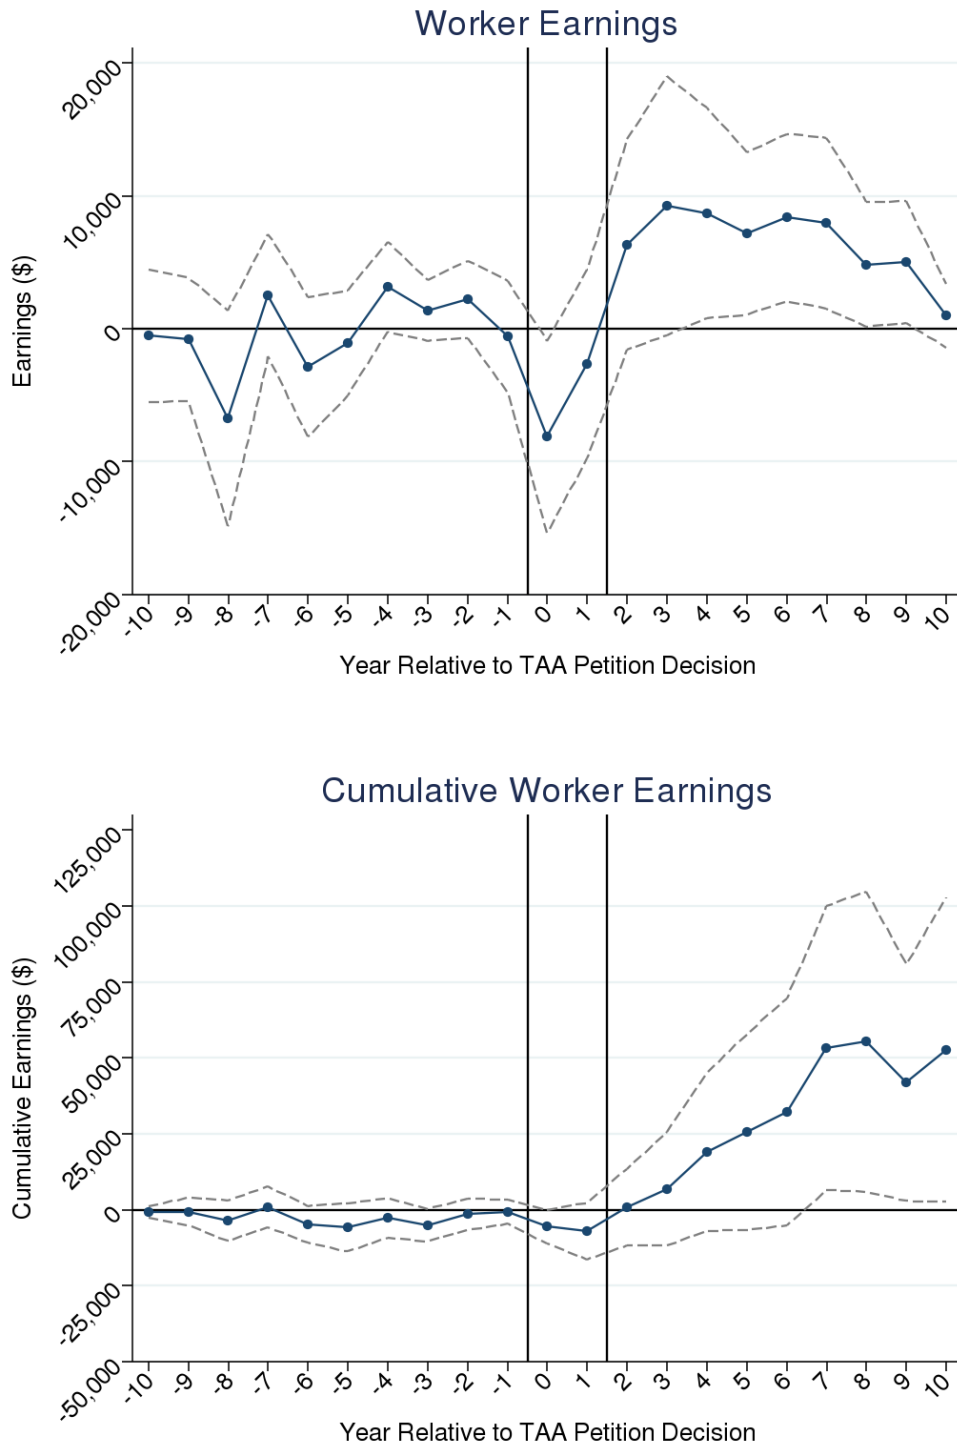 Worker Earnings
Earnings ($)
20,000
10,000
0
-10,000
-20,000
-10 -9 -8 -7 -6 -5 -4 -3 -2 -1 0 1 2 3 4 5 6 7 8 9 10
Year Relative to TAA Petition Decision
Cumulative Worker Earnings
Cumulative Earnings ($)
125,000
100,000
75,000
50,000
25,000
0
-25,000
-50,000
-10 -9 -8 -7 -6 -5 -4 -3 -2 -1 0 1 2 3 4 5 6 7 8 9 10
Year Relative to TAA Petition Decision